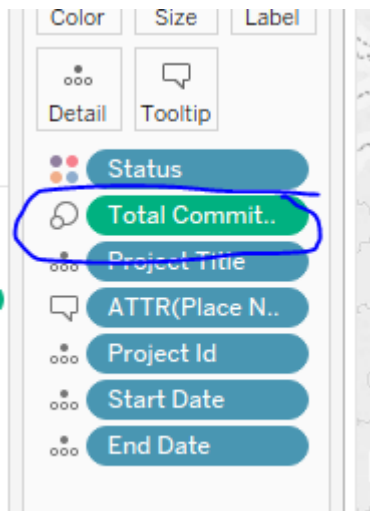 Color Size Label
Detail Tooltip
Status
Total Commit..
Project Title
ATTR(Place N..
Project Id
Start Date
End Date